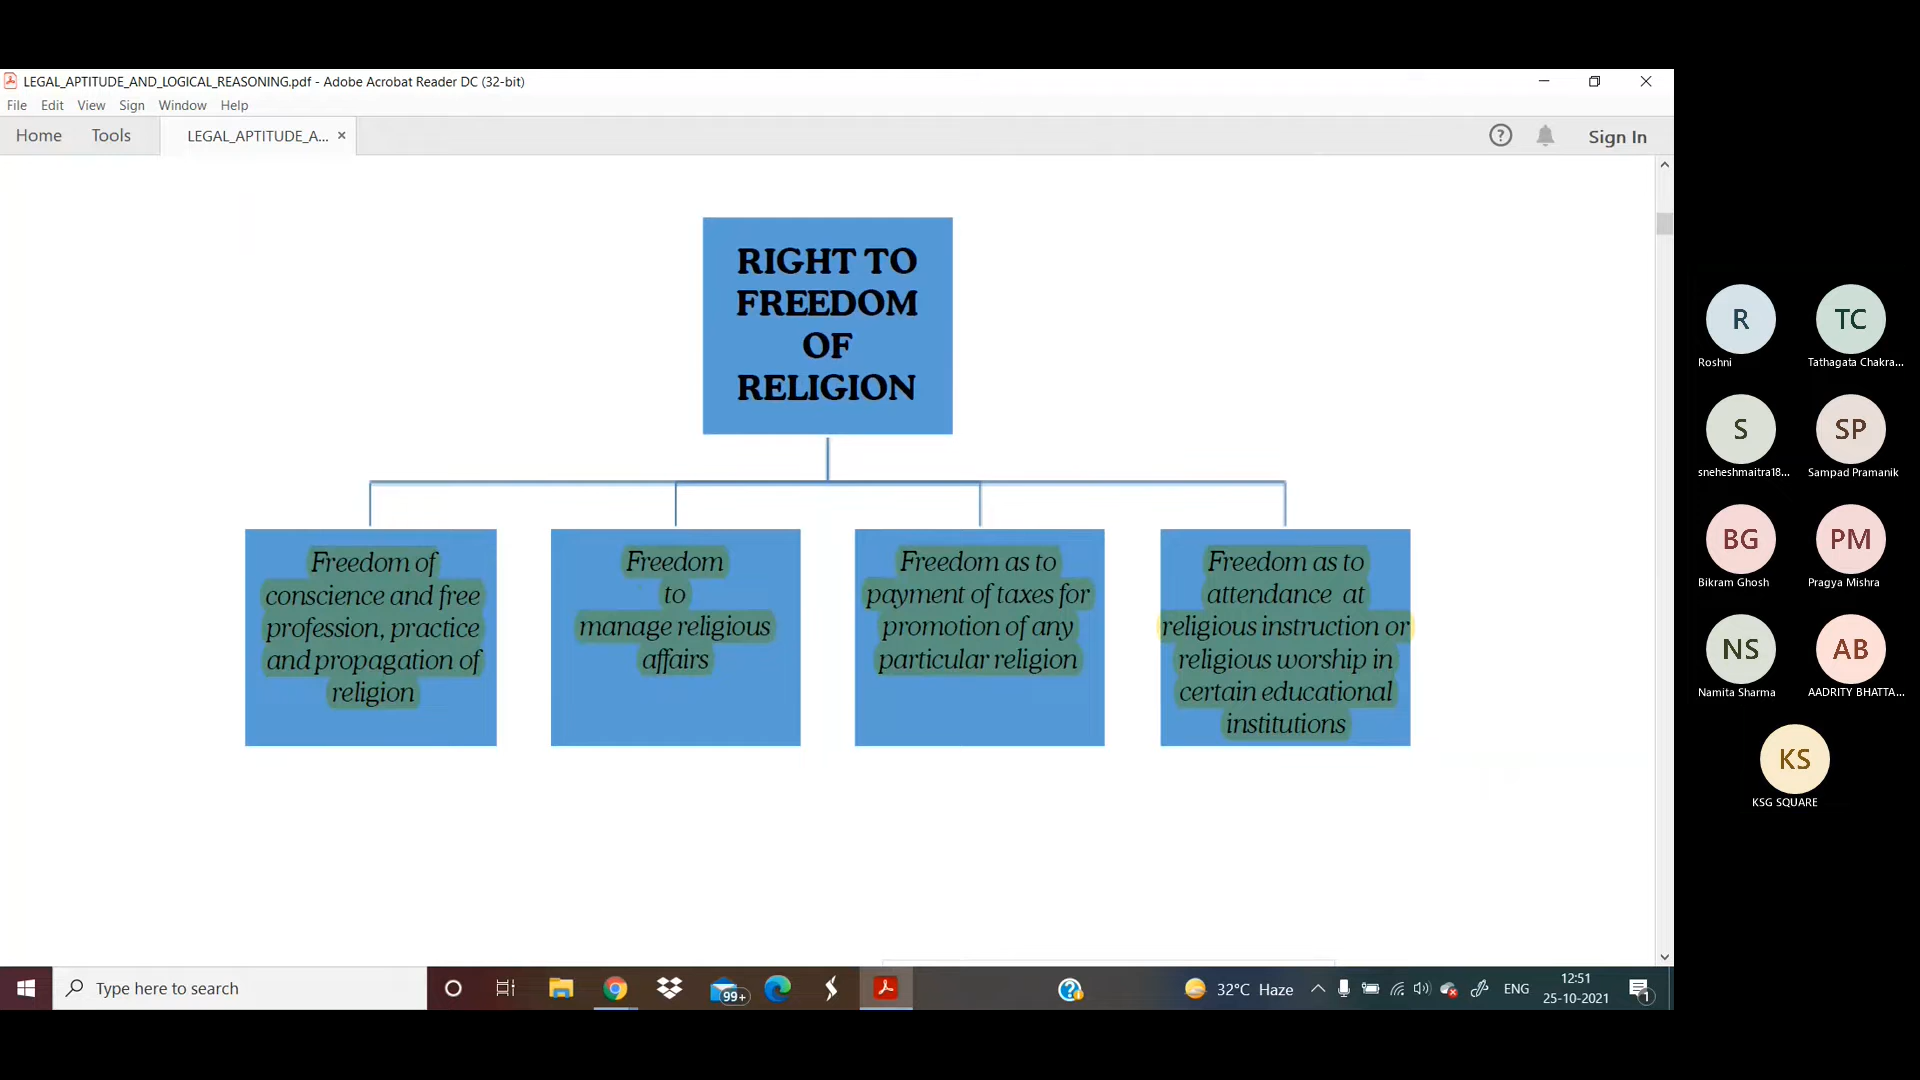 LEGAL_APTITUDE_AND_LOGICAL_REASONING.pdf - Adobe Acrobat Reader DC (32-bit)
File Edit View Sign Window Help
Home Tools LEGAL_APTITUDE_A... × Sign In
RIGHT TO
FREEDOM
OF
RELIGION
Freedom of
conscience and free
profession, practice
and propagation of
religion
Freedom
to
manage religious
affairs
Freedom as to
payment of taxes for
promotion of any
particular religion
Freedom as to
attendance at
religious instruction or
religious worship in
certain educational
institutions
R TC
Roshni Tathagata Chakra...
S SP
sneheshmaitra18... Sampad Pramanik
BG PM
Bikram Ghosh Pragya Mishra
NS AB
Namita Sharma AADRITY BHATTA...
KS
KSG SQUARE
Type here to search 99+ 32°C Haze ENG 12:51
25-10-2021 1